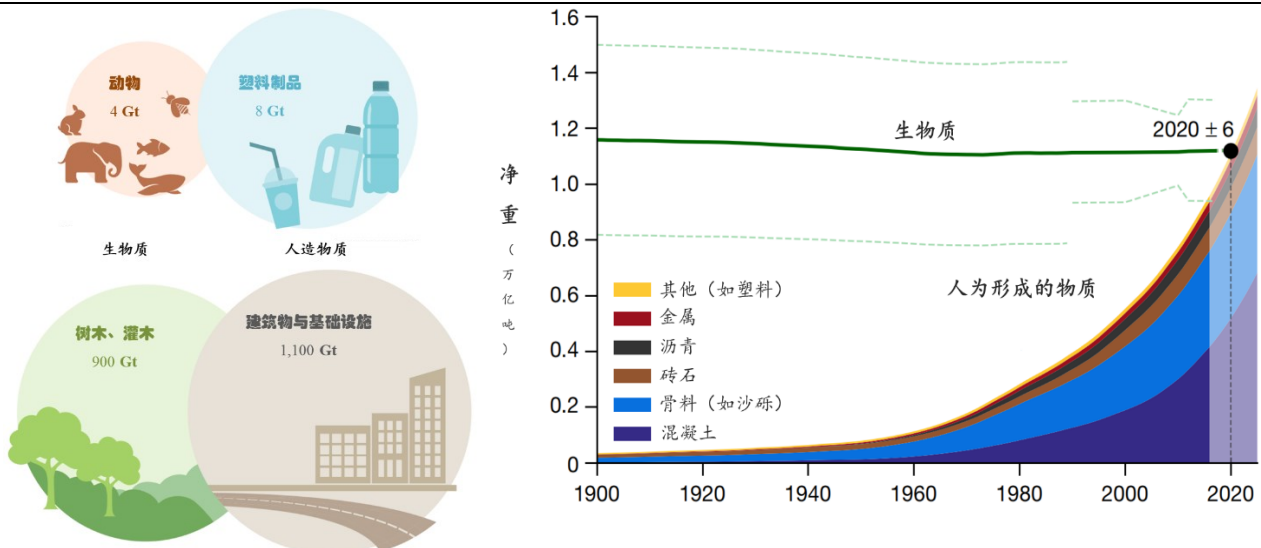 动物
4 Gt
塑料制品
8 Gt
生物质
人造物质
树木、灌木
900 Gt
建筑物与基础设施
1,100 Gt
净重（万亿吨）
1.6
1.4
1.2
1.0
0.8
0.6
0.4
0.2
0
生物质
2020 ± 6
人为形成的物质
其他（如塑料）
金属
沥青
砖石
骨料（如沙砾）
混凝土
1900
1920
1940
1960
1980
2000
2020